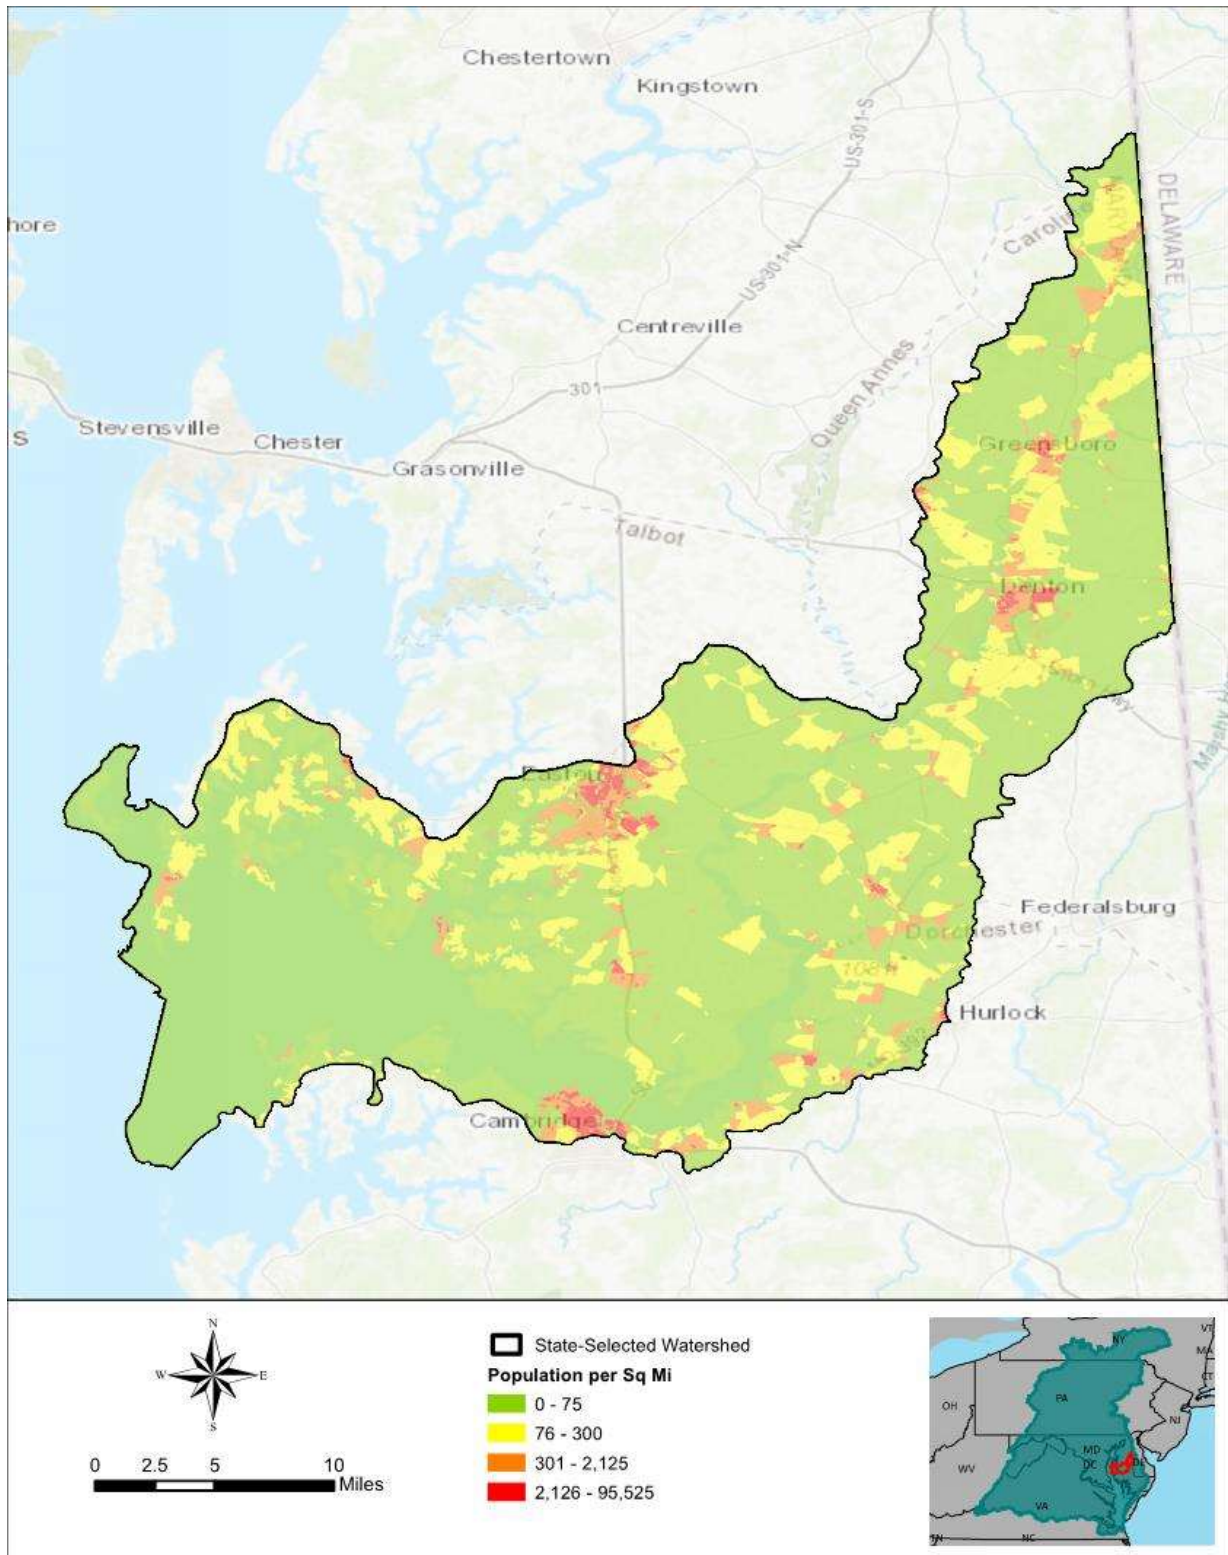 Chestertown
Kingstown
US-301-S
DELAWARE
MARYLAND
hore
Caroline
US-301-N
Centreville
Queen Annes
301
Stevensville
S
Chester
Greensboro
Grasonville
Talbot
Denton
Easton
Federalsburg
Dorchester
108 ft
Hurlock
Cambridge
N
W
E
S
State-Selected Watershed
Population per Sq Mi
0 - 75
76 - 300
301 - 2,125
2,126 - 95,525
0 2.5 5 10
Miles
NY
VT
MA
CT
PA
OH
NJ
MD
DC
DE
WV
VA
NC